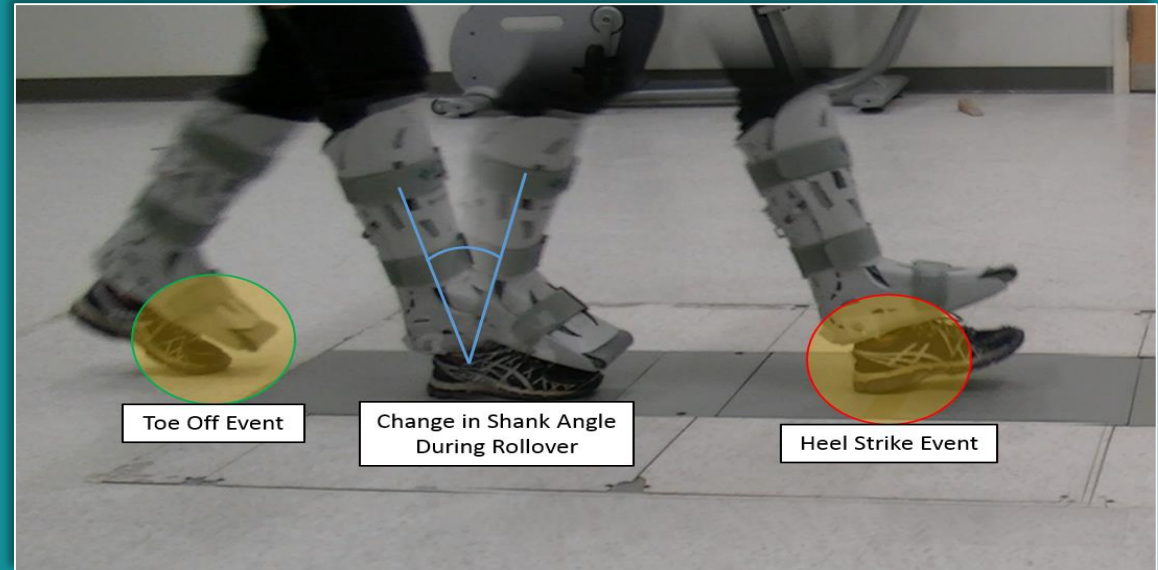 Toe Off Event
Change in Shank Angle
During Rollover
Heel Strike Event